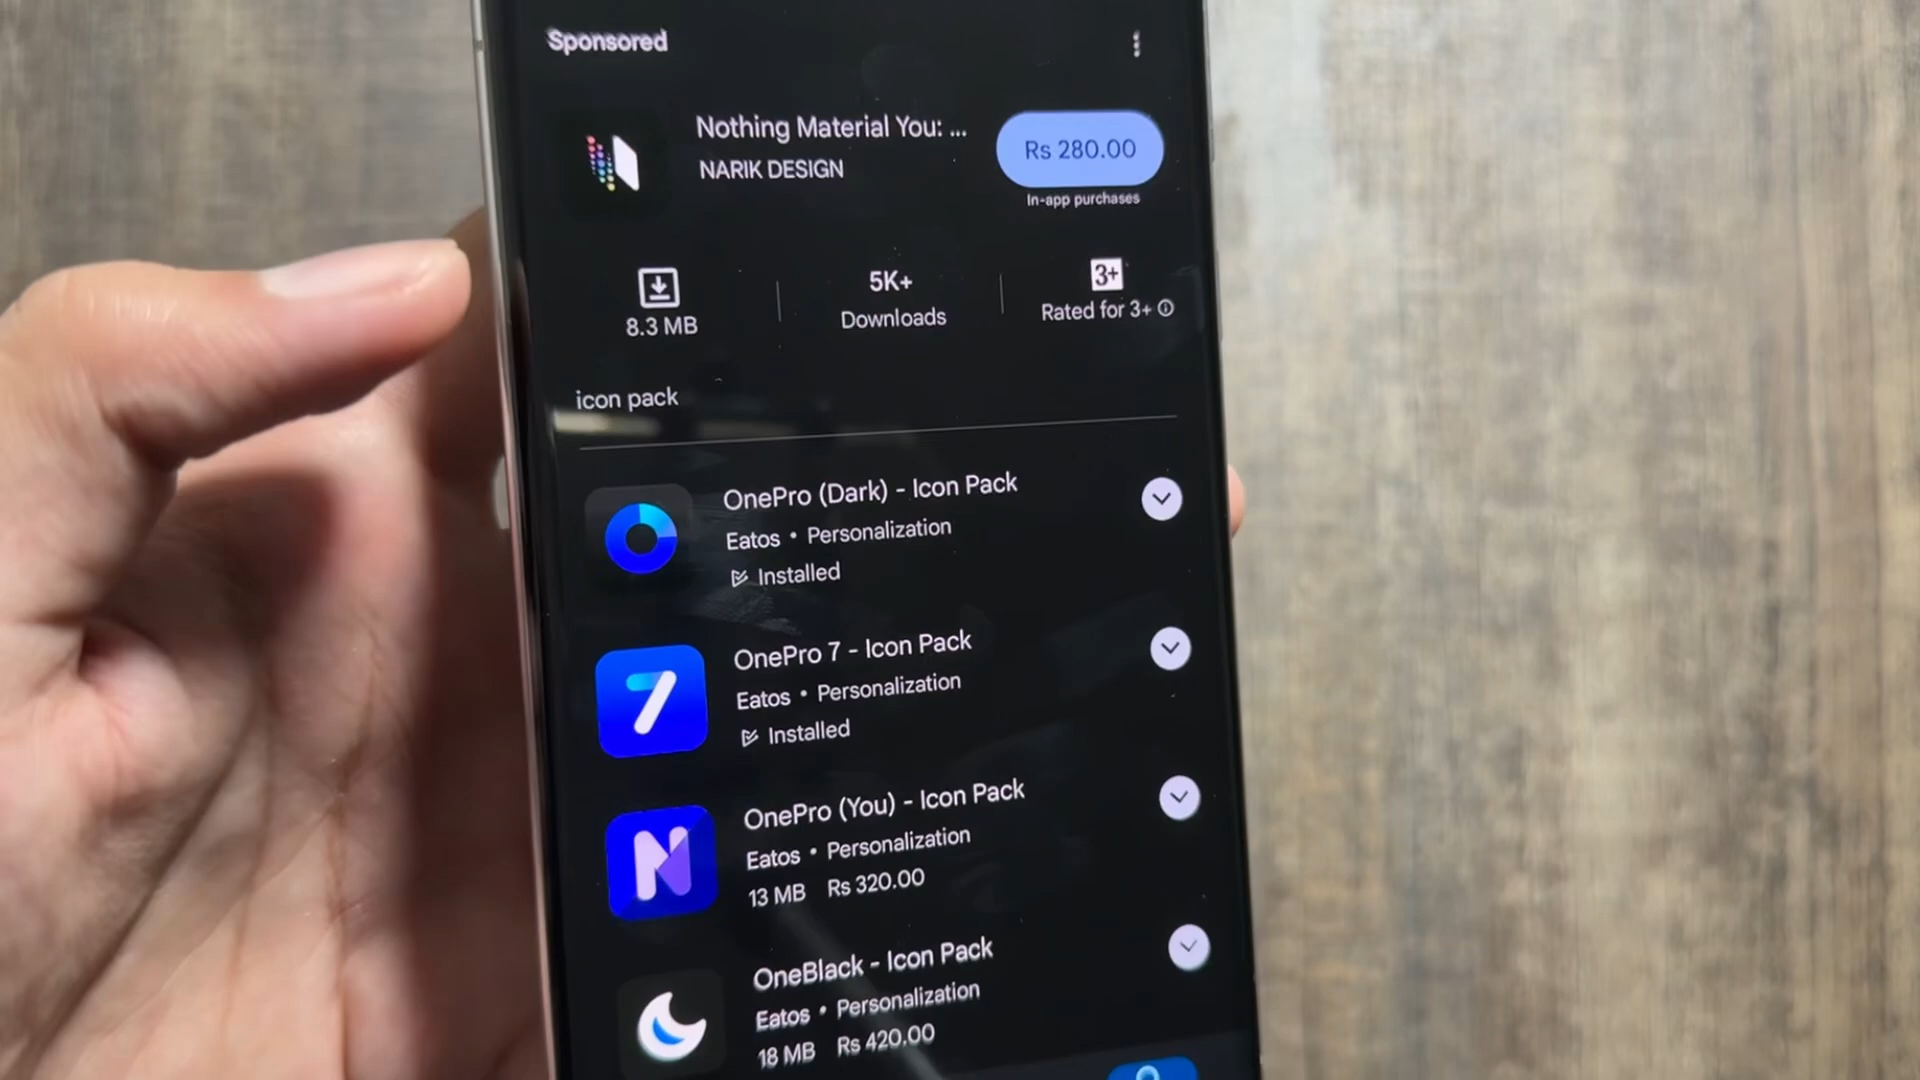 Sponsored
Nothing Material You: ...
NARIK DESIGN
Rs 280.00
In-app purchases
8.3 MB
5K+
Downloads
3+
Rated for 3+
icon pack
OnePro (Dark) - Icon Pack
Eatos • Personalization
Installed
OnePro 7 - Icon Pack
Eatos • Personalization
Installed
7
OnePro (You) - Icon Pack
Eatos • Personalization
13 MB Rs 320.00
N
OneBlack - Icon Pack
Eatos • Personalization
18 MB Rs 420.00